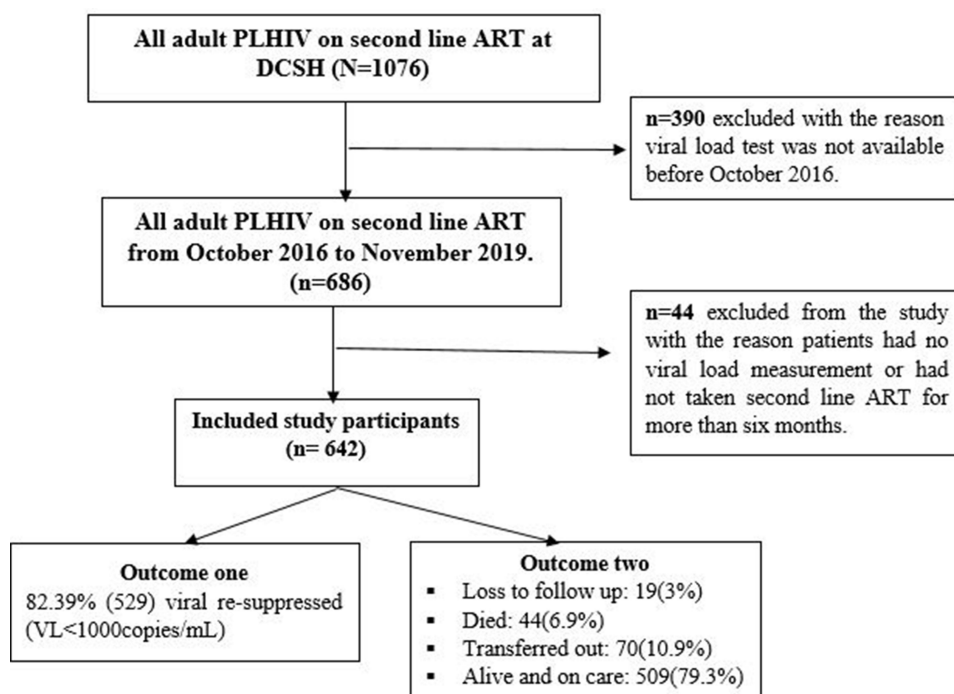 All adult PLHIV on second line ART at
DCSH (N=1076)
n=390 excluded with the reason
viral load test was not available
before October 2016.
All adult PLHIV on second line ART
from October 2016 to November 2019.
(n=686)
n=44 excluded from the study
with the reason patients had no
viral load measurement or had
not taken second line ART for
more than six months.
Included study participants
(n= 642)
Outcome one
82.39% (529) viral re-suppressed
(VL<1000copies/mL)
Outcome two
▪ Loss to follow up: 19(3%)
▪ Died: 44(6.9%)
▪ Transferred out: 70(10.9%)
▪ Alive and on care: 509(79.3%)